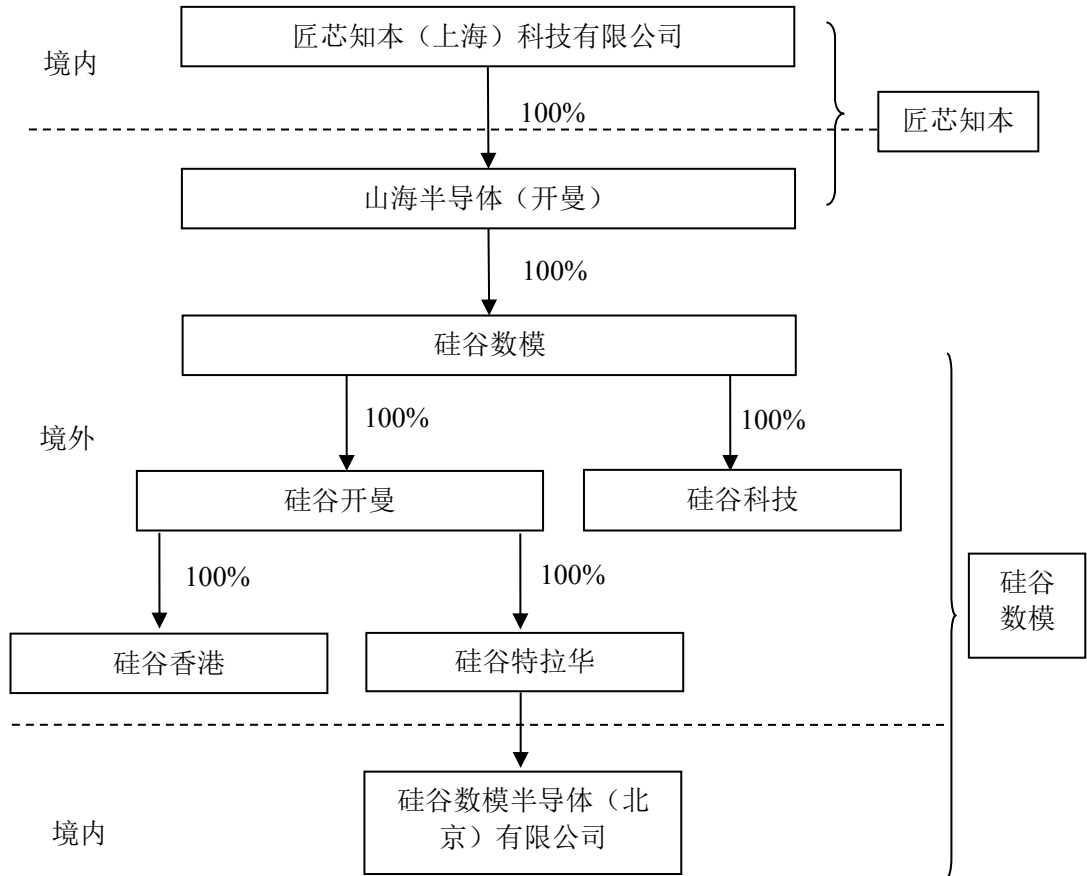 匠芯知本（上海）科技有限公司
境内
100%
匠芯知本
山海半导体（开曼）
100%
硅谷数模
100%
100%
境外
硅谷开曼
硅谷科技
100%
100%
硅谷
数模
硅谷香港
硅谷特拉华
硅谷数模半导体（北
京）有限公司
境内